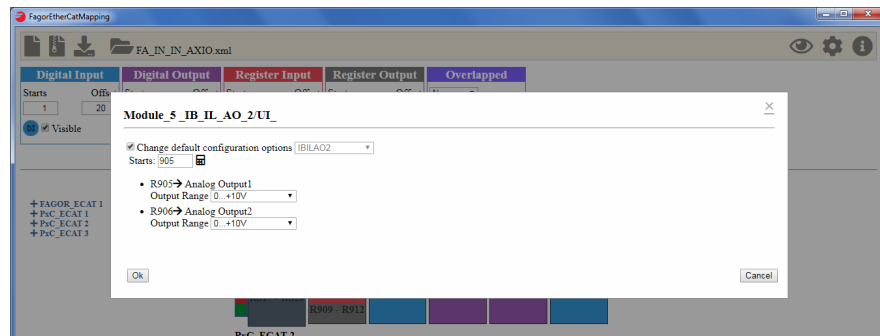 FagorEtherCatMapping
FA_IN_IN_AXIO.xml
Digital Input Digital Output Register Input Register Output Overlapped
Starts
1 20
Visible
Module_5 _IB_IL_AO_2/UI_
Change default configuration options IBILAO2
Starts: 905
R905→ Analog Output1
Output Range 0...+10V
R906→ Analog Output2
Output Range 0...+10V
Ok Cancel
FAGOR_ECAT 1
PxC_ECAT 1
PxC_ECAT 2
PxC_ECAT 3
R909 - R912
PxC_ECAT 2